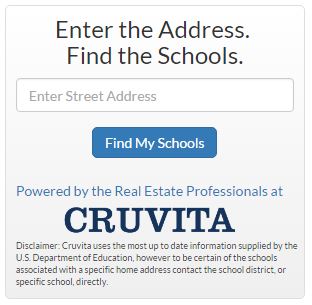 Enter the Address.
Find the Schools.
Enter Street Address
Find My Schools
Powered by the Real Estate Professionals at
CRUVITA
Disclaimer: Cruvita uses the most up to date information supplied by the
U.S. Department of Education, however to be certain of the schools
associated with a specific home address contact the school district, or
specific school, directly.